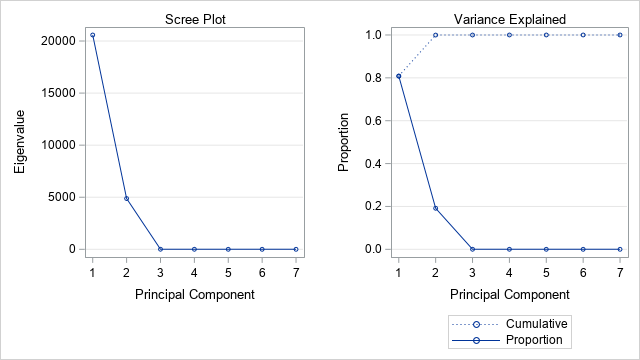 Scree Plot
20000
15000
10000
5000
0
Eigenvalue
1 2 3 4 5 6 7
Principal Component
Variance Explained
1.0
0.8
0.6
0.4
0.2
0.0
Proportion
1 2 3 4 5 6 7
Principal Component
Cumulative
Proportion